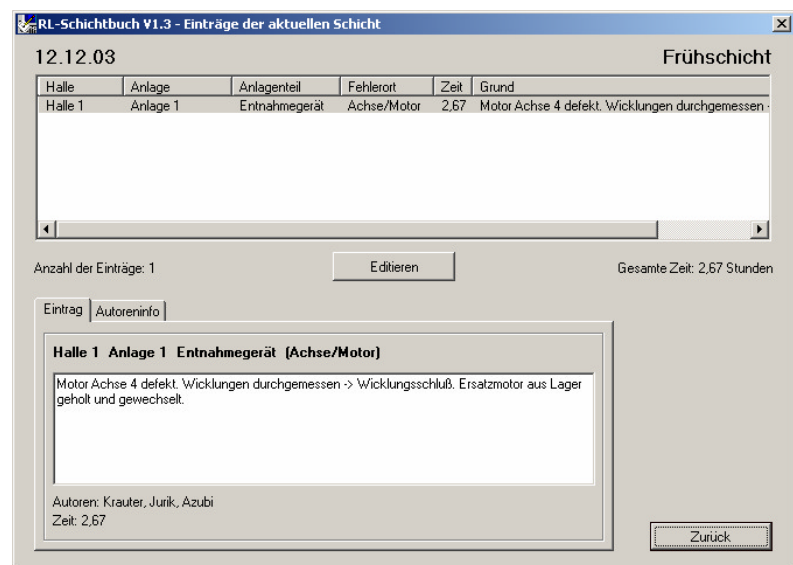 RL-Schichtbuch V1.3 - Einträge der aktuellen Schicht
12.12.03 Frühschicht
Halle Anlage Anlagenteil Fehlerort Zeit Grund
Halle 1 Anlage 1 Entnahmegerät Achse/Motor 2,67 Motor Achse 4 defekt. Wicklungen durchgemessen -
Anzahl der Einträge: 1 Editieren Gesamte Zeit: 2,67 Stunden
Eintrag Autoreninfo
Halle 1 Anlage 1 Entnahmegerät (Achse/Motor)
Motor Achse 4 defekt. Wicklungen durchgemessen -> Wicklungsschluß. Ersatzmotor aus Lager
geholt und gewechselt.
Autoren: Krauter, Jurik, Azubi
Zeit: 2,67
Zurück